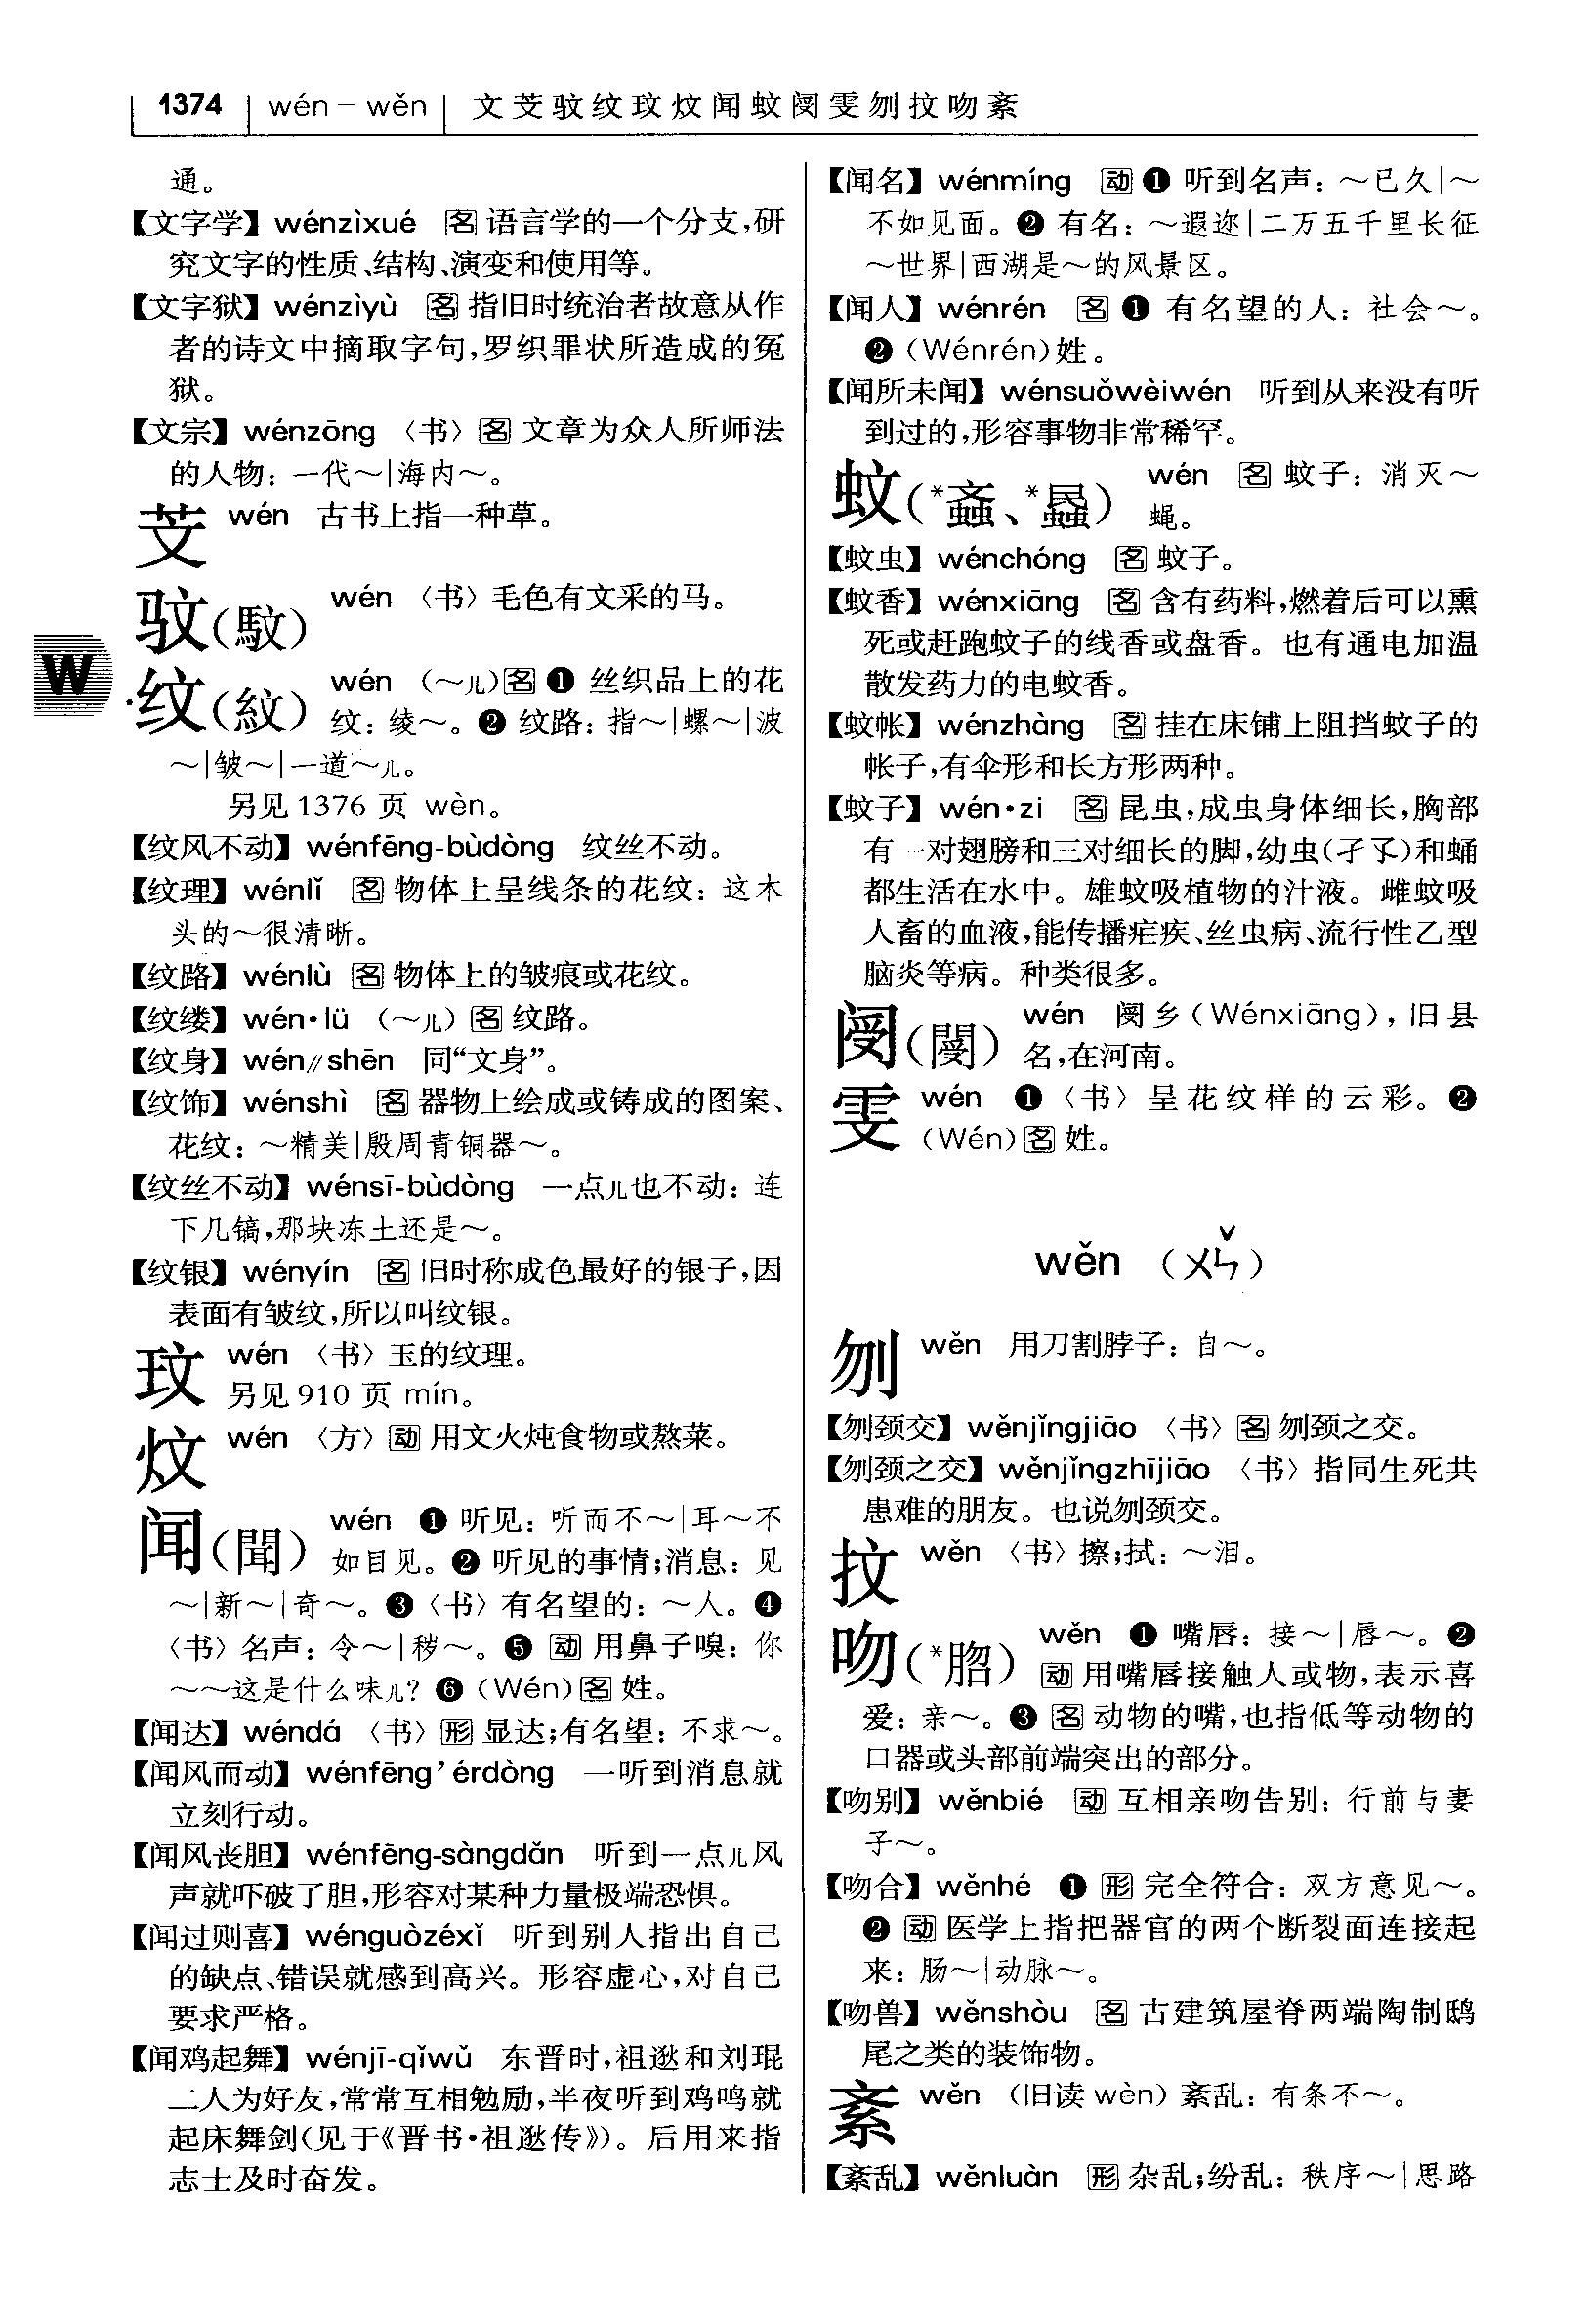 1374 wén－wěn 文芠驳纹玟炆闻蚊阌雯刎抆吻紊
通。
【文字学】wénzìxué 名 语言学的一个分支,研
究文字的性质、结构、演变和使用等。
【文字狱】wénzìyù 名 指旧时统治者故意从作
者的诗文中摘取字句,罗织罪状所造成的冤
狱。
【文宗】wénzōng 〈书〉名 文章为众人所师法
的人物：一代～|海内～。
芠 wén 古书上指一种草。
驭(馼) wén 〈书〉毛色有文采的马。
纹(紋) wén （～儿)名 ❶ 丝织品上的花
纹：绫～。❷ 纹路：指～|螺～|波
～|皱～|一道～儿。
另见1376 页 wèn。
【纹风不动】wénfēng-bùdòng 纹丝不动。
【纹理】wénlǐ 名 物体上呈线条的花纹：这木
头的～很清晰。
【纹路】wénlù 名 物体上的皱痕或花纹。
【纹缕】wén•lü （～儿）名 纹路。
【纹身】wén∥shēn 同“文身”。
【纹饰】wénshì 名 器物上绘成或铸成的图案、
花纹：～精美|殷周青铜器～。
【纹丝不动】wénsī-bùdòng 一点儿也不动：连
下几镐,那块冻土还是～。
【纹银】wényín 名 旧时称成色最好的银子,因
表面有皱纹,所以叫纹银。
玟 wén 〈书〉玉的纹理。
另见910 页 mín。
炆 wén 〈方〉动 用文火炖食物或熬菜。
闻(聞) wén ❶ 听见：听而不～|耳～不
如目见。❷ 听见的事情;消息：见
～|新～|奇～。❸〈书〉有名望的：～人。❹
〈书〉名声：令～|秽～。❺ 动 用鼻子嗅：你
～～这是什么味儿? ❻（Wén)名 姓。
【闻达】wéndá 〈书〉形 显达;有名望：不求～。
【闻风而动】wénfēng’érdòng 一听到消息就
立刻行动。
【闻风丧胆】wénfēng-sàngdǎn 听到一点儿风
声就吓破了胆,形容对某种力量极端恐惧。
【闻过则喜】wénguòzéxǐ 听到别人指出自己
的缺点、错误就感到高兴。形容虚心,对自己
要求严格。
【闻鸡起舞】wénjī-qǐwǔ 东晋时,祖逖和刘琨
二人为好友,常常互相勉励,半夜听到鸡鸣就
起床舞剑(见于《晋书•祖逖传》)。后用来指
志士及时奋发。
W
【闻名】wénmíng 动 ❶ 听到名声：～已久|～
不如见面。❷ 有名：～遐迩|二万五千里长征
～世界|西湖是～的风景区。
【闻人】wénrén 名 ❶ 有名望的人：社会～。
❷（Wénrén)姓。
【闻所未闻】wénsuǒwèiwén 听到从来没有听
到过的,形容事物非常稀罕。
蚊(*螡、*蟁) wén 名 蚊子：消灭～
蝇。
【蚊虫】wénchóng 名 蚊子。
【蚊香】wénxiāng 名 含有药料,燃着后可以熏
死或赶跑蚊子的线香或盘香。也有通电加温
散发药力的电蚊香。
【蚊帐】wénzhàng 名 挂在床铺上阻挡蚊子的
帐子,有伞形和长方形两种。
【蚊子】wén•zi 名 昆虫,成虫身体细长,胸部
有一对翅膀和三对细长的脚,幼虫(孑孓)和蛹
都生活在水中。雄蚊吸植物的汁液。雌蚊吸
人畜的血液,能传播疟疾、丝虫病、流行性乙型
脑炎等病。种类很多。
阌(閿) wén 阌乡（Wénxiāng），旧县
名,在河南。
雯 wén ❶〈书〉呈花纹样的云彩。❷
（Wén)名 姓。
wěn （ㄨㄣˇ）
刎 wěn 用刀割脖子：自～。
【刎颈交】wěnjǐngjiāo 〈书〉名 刎颈之交。
【刎颈之交】wěnjǐngzhījiāo 〈书〉指同生死共
患难的朋友。也说刎颈交。
抆 wěn 〈书〉擦;拭：～泪。
吻(*脗) wěn ❶ 嘴唇：接～|唇～。❷
动 用嘴唇接触人或物,表示喜
爱：亲～。❸ 名 动物的嘴,也指低等动物的
口器或头部前端突出的部分。
【吻别】wěnbié 动 互相亲吻告别：行前与妻
子～。
【吻合】wěnhé ❶ 形 完全符合：双方意见～。
❷ 动 医学上指把器官的两个断裂面连接起
来：肠～|动脉～。
【吻兽】wěnshòu 名 古建筑屋脊两端陶制鸱
尾之类的装饰物。
紊 wěn （旧读 wèn）紊乱：有条不～。
【紊乱】wěnluàn 形 杂乱;纷乱：秩序～|思路